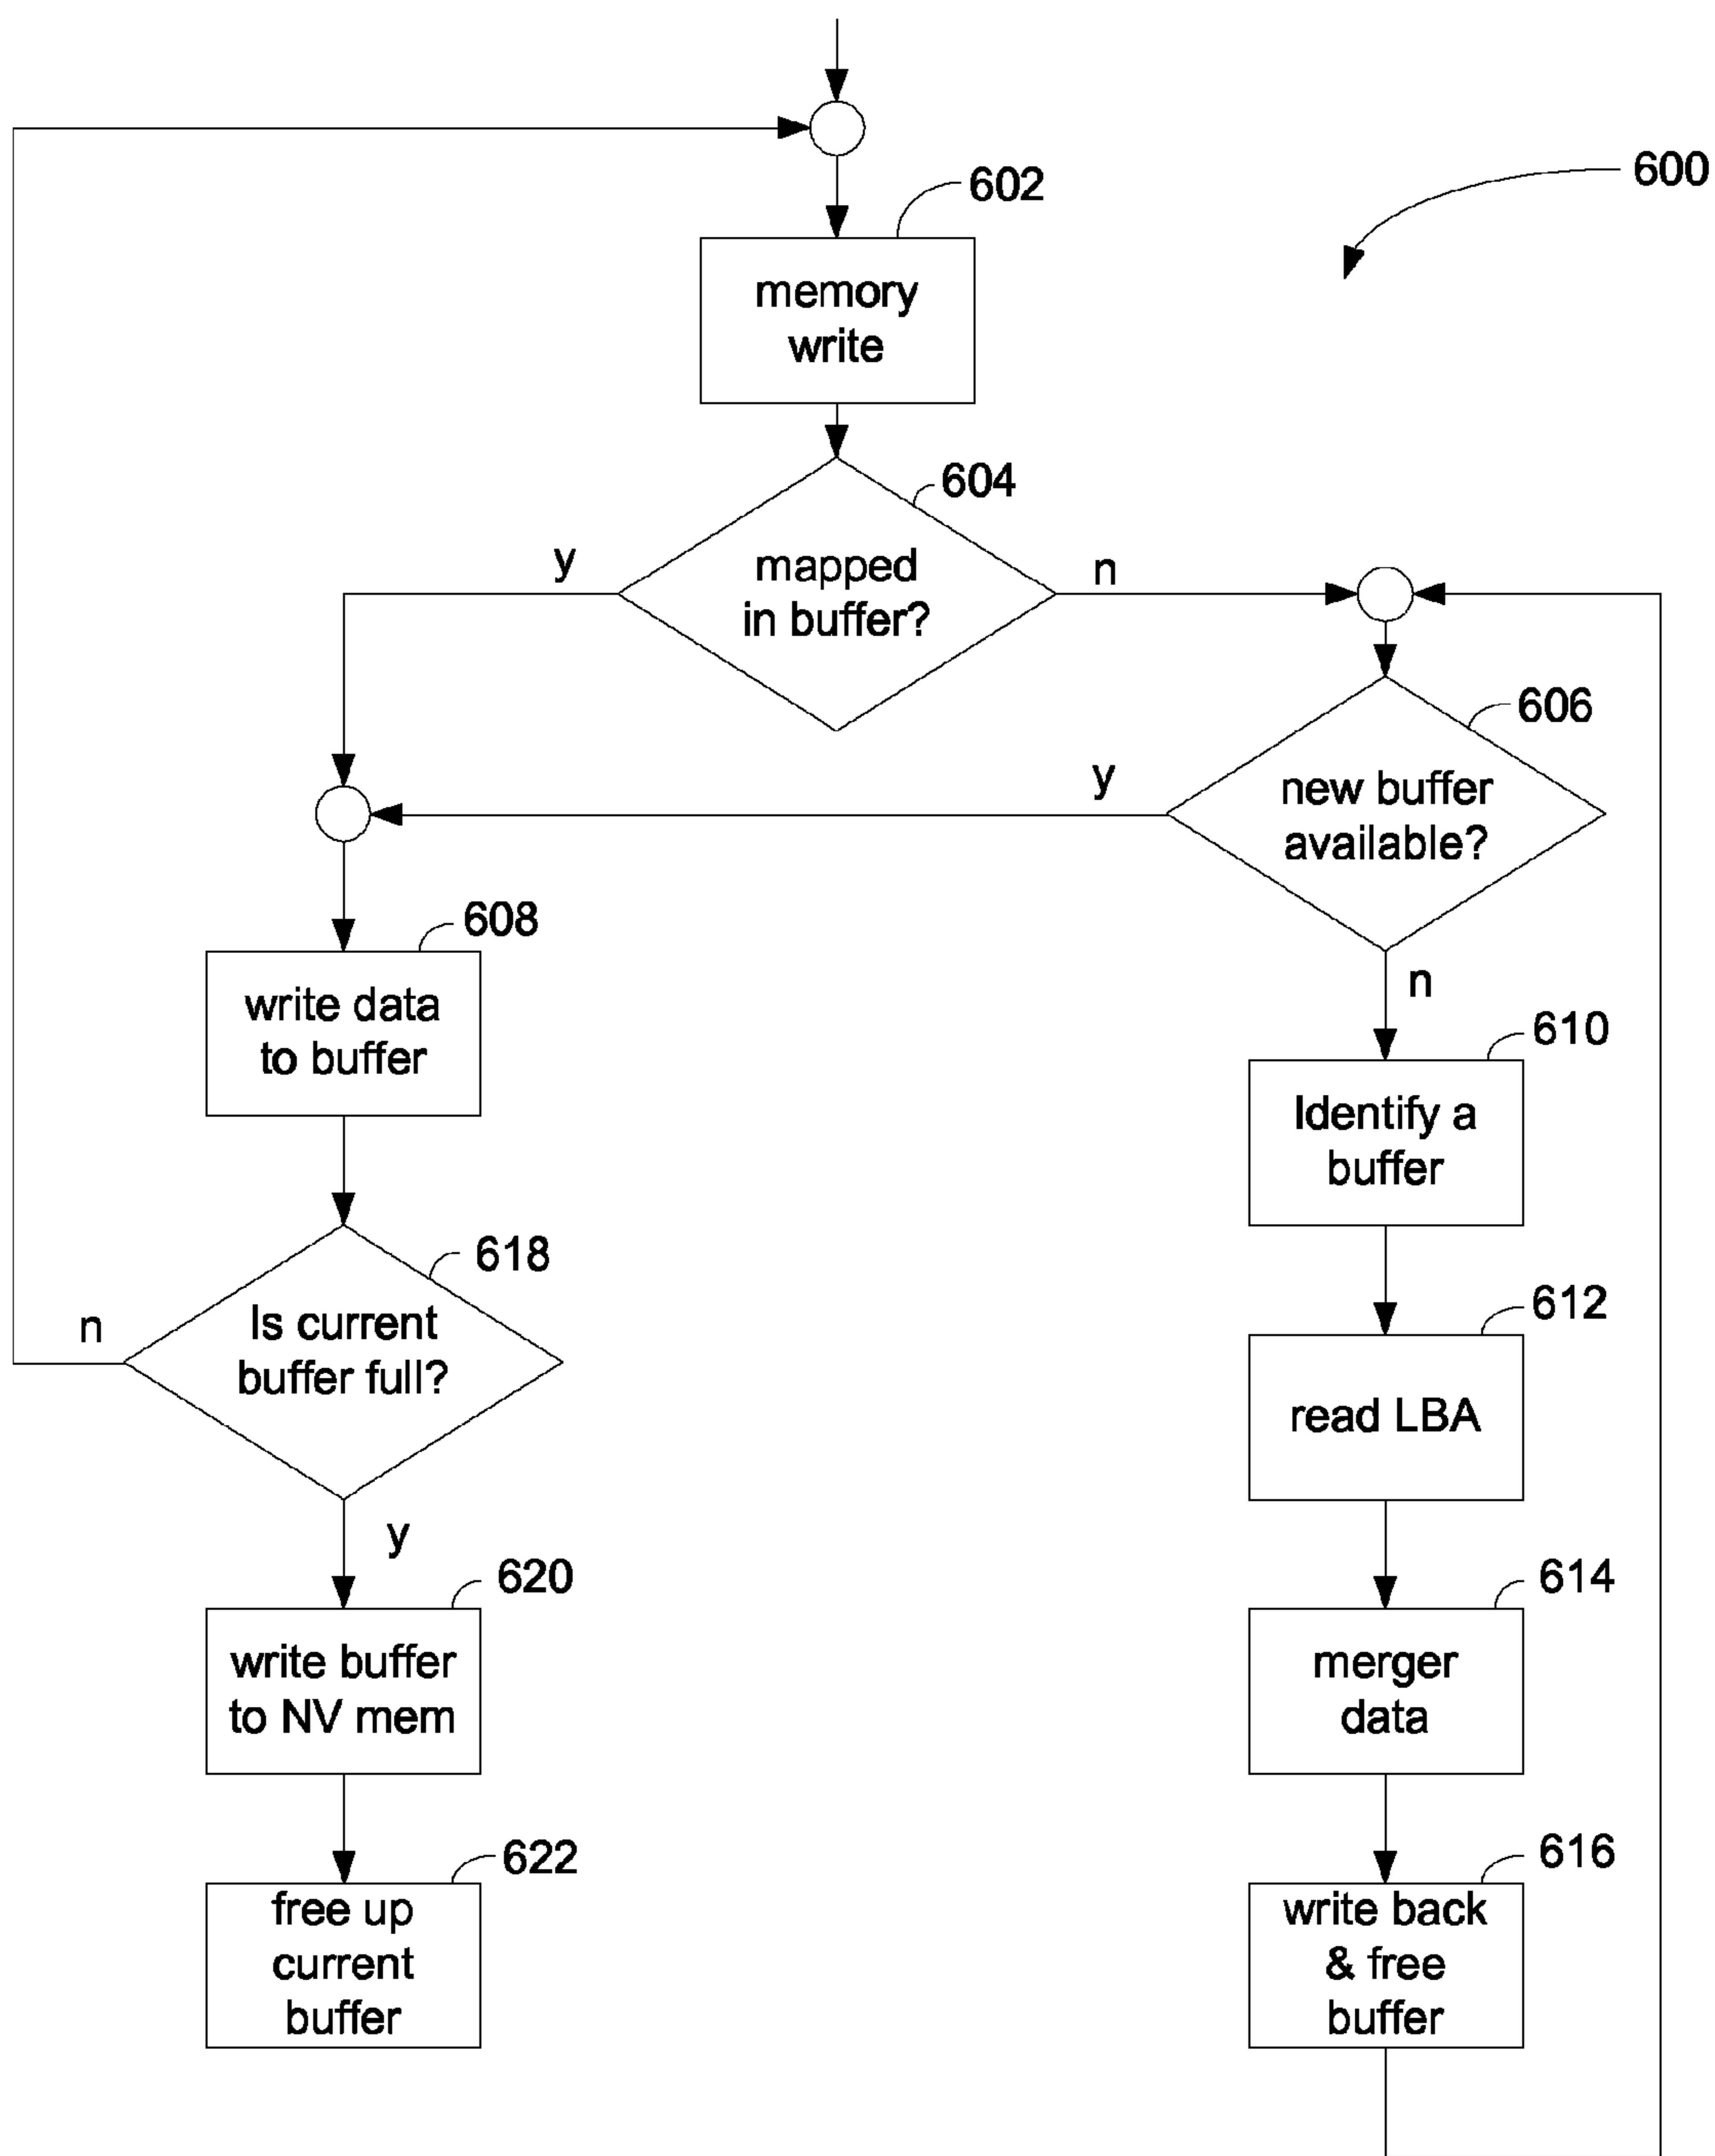 600
602
memory
write
604
mapped
in buffer?
y
n
606
new buffer
available?
y
n
608
write data
to buffer
610
Identify a
buffer
618
Is current
buffer full?
n
y
612
read LBA
620
write buffer
to NV mem
614
merger
data
622
free up
current
buffer
616
write back
& free
buffer